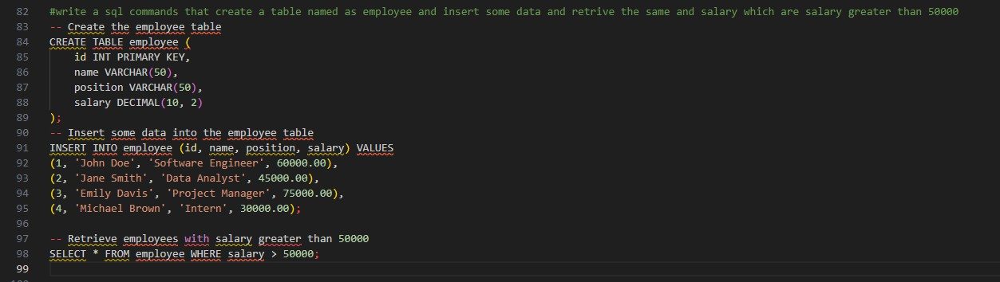 82 #write a sql commands that create a table named as employee and insert some data and retrive the same and salary which are salary greater than 50000
83 -- Create the employee table
84 CREATE TABLE employee (
85     id INT PRIMARY KEY,
86     name VARCHAR(50),
87     position VARCHAR(50),
88     salary DECIMAL(10, 2)
89 );
90 -- Insert some data into the employee table
91 INSERT INTO employee (id, name, position, salary) VALUES
92 (1, 'John Doe', 'Software Engineer', 60000.00),
93 (2, 'Jane Smith', 'Data Analyst', 45000.00),
94 (3, 'Emily Davis', 'Project Manager', 75000.00),
95 (4, 'Michael Brown', 'Intern', 30000.00);
96
97 -- Retrieve employees with salary greater than 50000
98 SELECT * FROM employee WHERE salary > 50000;
99